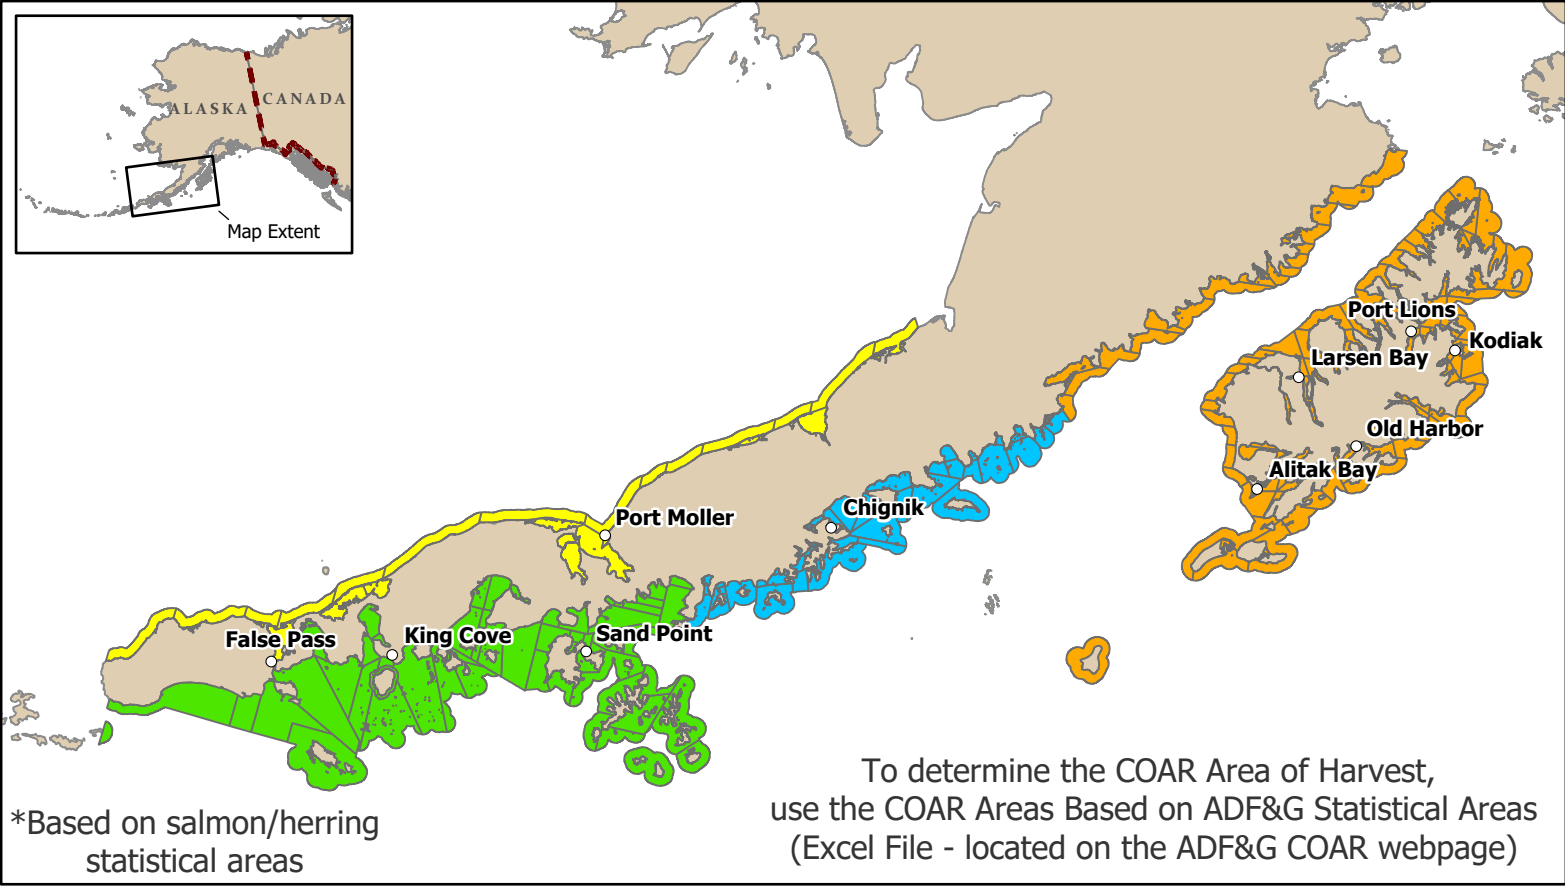 ALASKA
CANADA
Map Extent
Port Lions
Kodiak
Larsen Bay
Old Harbor
Alitak Bay
Chignik
Port Moller
False Pass
King Cove
Sand Point
To determine the COAR Area of Harvest,
use the COAR Areas Based on ADF&G Statistical Areas
(Excel File - located on the ADF&G COAR webpage)
*Based on salmon/herring
statistical areas